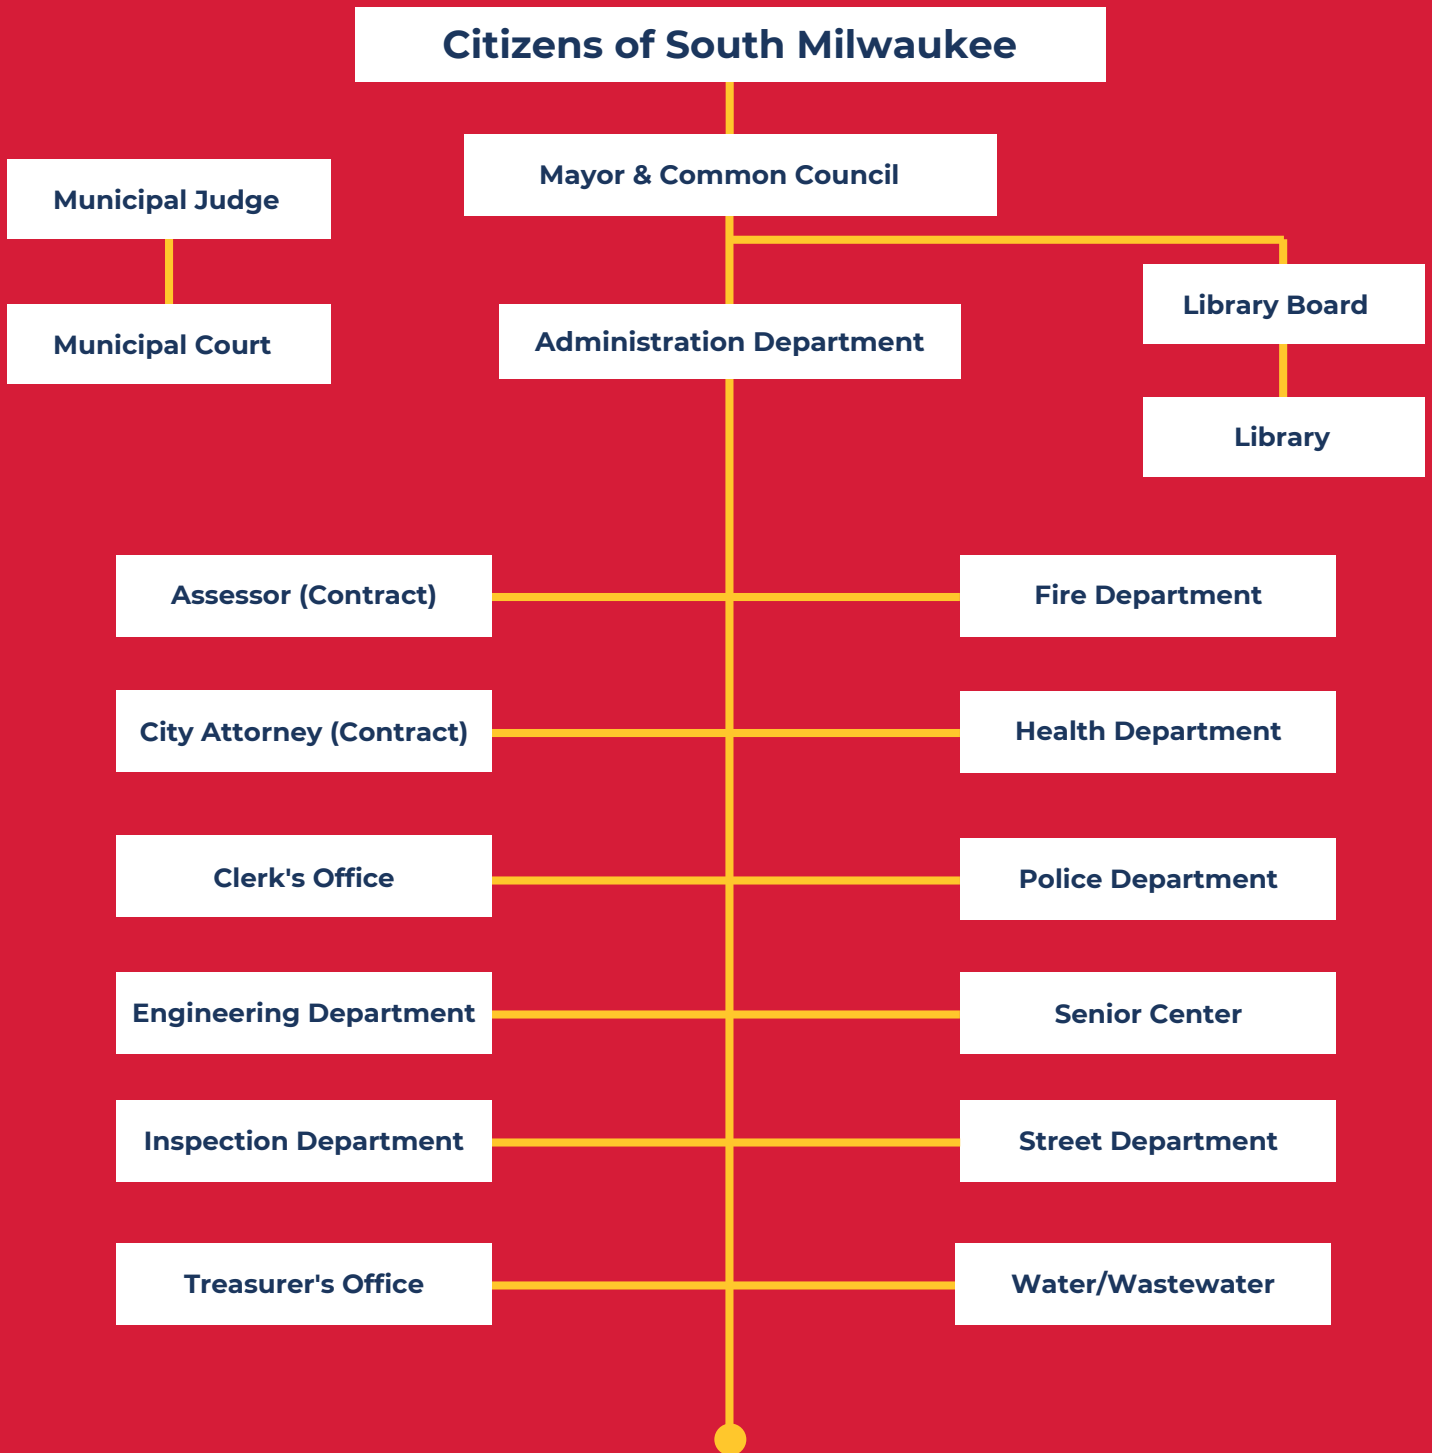 Citizens of South Milwaukee
Mayor & Common Council
Municipal Judge
Municipal Court
Administration Department
Library Board
Library
Assessor (Contract)
Fire Department
City Attorney (Contract)
Health Department
Clerk's Office
Police Department
Engineering Department
Senior Center
Inspection Department
Street Department
Treasurer's Office
Water/Wastewater